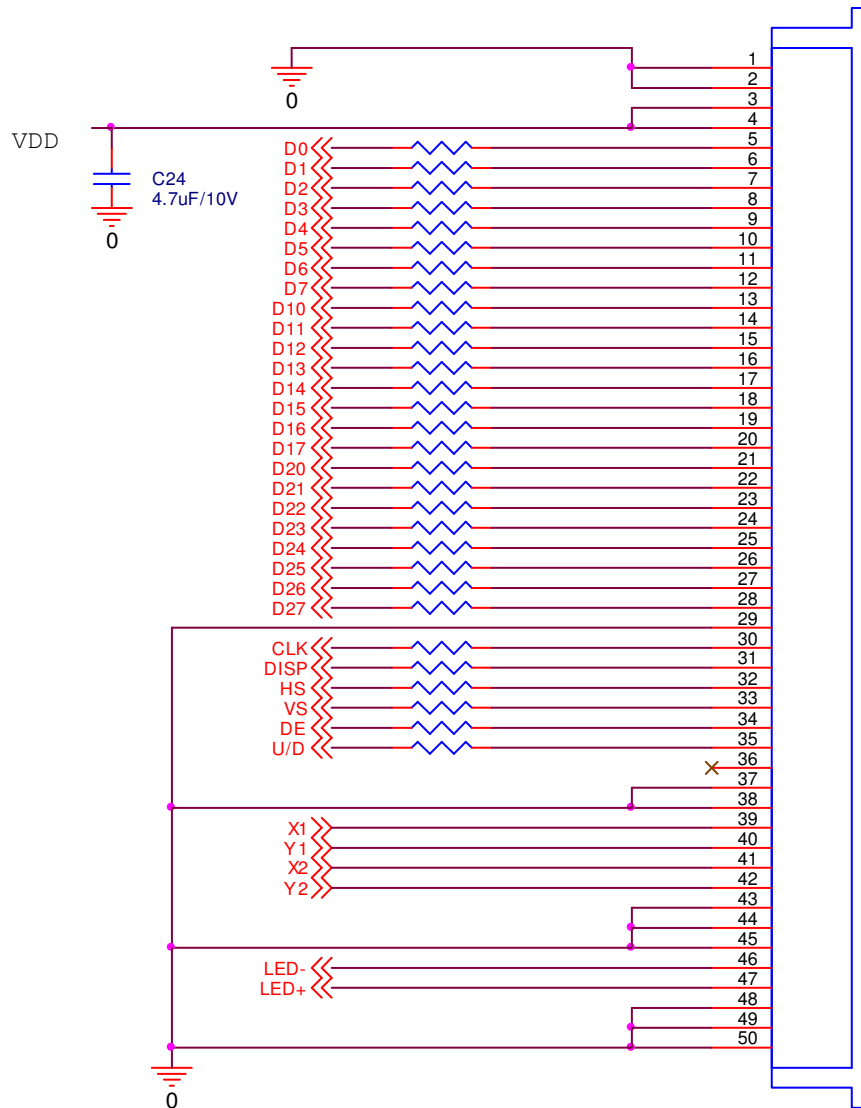 1
0
2
3
VDD
4
D0 5
D1 6
C24
D2 7
4.7uF/10V
D3 8
0
D4 9
D5 10
D6 11
D7 12
D10 13
D11 14
D12 15
D13 16
D14 17
D15 18
D16 19
D17 20
D20 21
D21 22
D22 23
D23 24
D24 25
D25 26
D26 27
D27 28
29
CLK 30
DISP 31
HS 32
VS 33
DE 34
U/D 35
36
37
38
X1 39
Y1 40
X2 41
Y2 42
43
44
45
LED- 46
LED+ 47
48
49
50
0